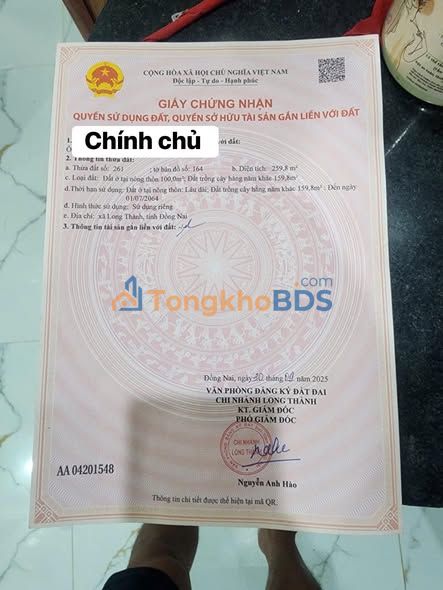 CỘNG HÒA XÃ HỘI CHỦ NGHĨA VIỆT NAM
Độc lập - Tự do - Hạnh phúc
GIẤY CHỨNG NHẬN
QUYỀN SỬ DỤNG ĐẤT, QUYỀN SỞ HỮU TÀI SẢN GẮN LIỀN VỚI ĐẤT
1. với đất:
Chính chủ
2. Thông tin thửa đất:
a. Thửa đất số: 261 ; tờ bản đồ số: 164 b. Diện tích: 259,8 m²
c. Loại đất: Đất ở tại nông thôn 100,0m²; Đất trồng cây hằng năm khác 159,8m²
d. Thời hạn sử dụng: Đất ở tại nông thôn: Lâu dài; Đất trồng cây hằng năm khác 159,8m²: Đến ngày
01/07/2064
đ. Hình thức sử dụng: Sử dụng riêng
e. Địa chỉ: xã Long Thành, tỉnh Đồng Nai
3. Thông tin tài sản gắn liền với đất:
TongkhoBDS.com
Đồng Nai, ngày 30 tháng 2025
VĂN PHÒNG ĐĂNG KÝ ĐẤT ĐAI
CHI NHÁNH LONG THÀNH
KT. GIÁM ĐỐC
PHÓ GIÁM ĐỐC
CHI NHÁNH
LONG THÀNH
AA 04201548
Nguyễn Anh Hào
Thông tin chi tiết được thể hiện tại mã QR.